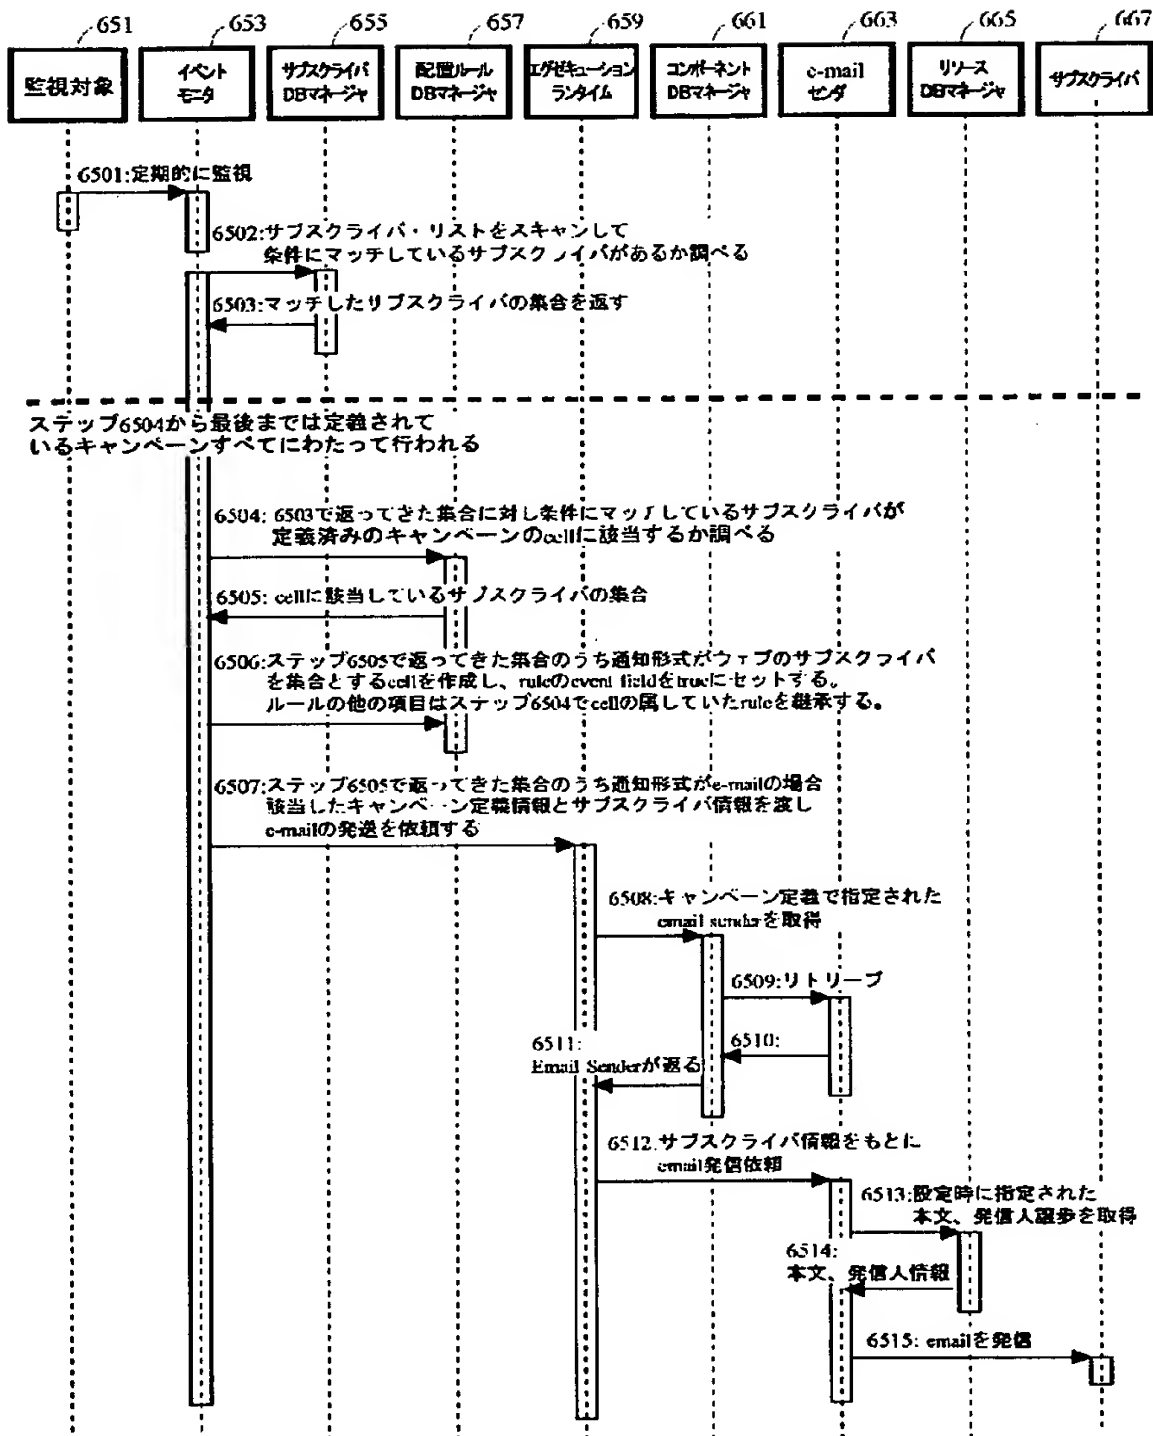 651
653
655
657
659
661
663
665
667
監視対象
イベント
モニタ
サブスクライバ
DBマネージャ
配置ルール
DBマネージャ
エグゼキューション
ランタイム
コンポーネント
DBマネージャ
e-mail
センダ
リソース
DBマネージャ
サブスクライバ
6501:定期的に監視
6502:サブスクライバ・リストをスキャンして
条件にマッチしているサブスクライバがあるか調べる
6503:マッチしたサブスクライバの集合を返す
ステップ6504から最後までは定義されて
いるキャンペーンすべてにわたって行われる
6504: 6503で返ってきた集合に対し条件にマッチしているサブスクライバが
定義済みのキャンペーンのcellに該当するか調べる
6505: cellに該当しているサブスクライバの集合
6506:ステップ6505で返ってきた集合のうち通知形式がウェブのサブスクライバ
を集合とするcellを作成し、ruleのevent fieldをtrueにセットする。
ルールの他の項目はステップ6504でcellの属していたruleを継承する。
6507:ステップ6505で返ってきた集合のうち通知形式がe-mailの場合
該当したキャンペーン定義情報とサブスクライバ情報を渡し
e-mailの発送を依頼する
6508:キャンペーン定義で指定された
email senderを取得
6509:リトリーブ
6510:
6511:
Email Senderが返る
6512:サブスクライバ情報をもとに
email発信依頼
6513:設定時に指定された
本文、発信人譲歩を取得
6514:
本文、発信人情報
6515: emailを発信